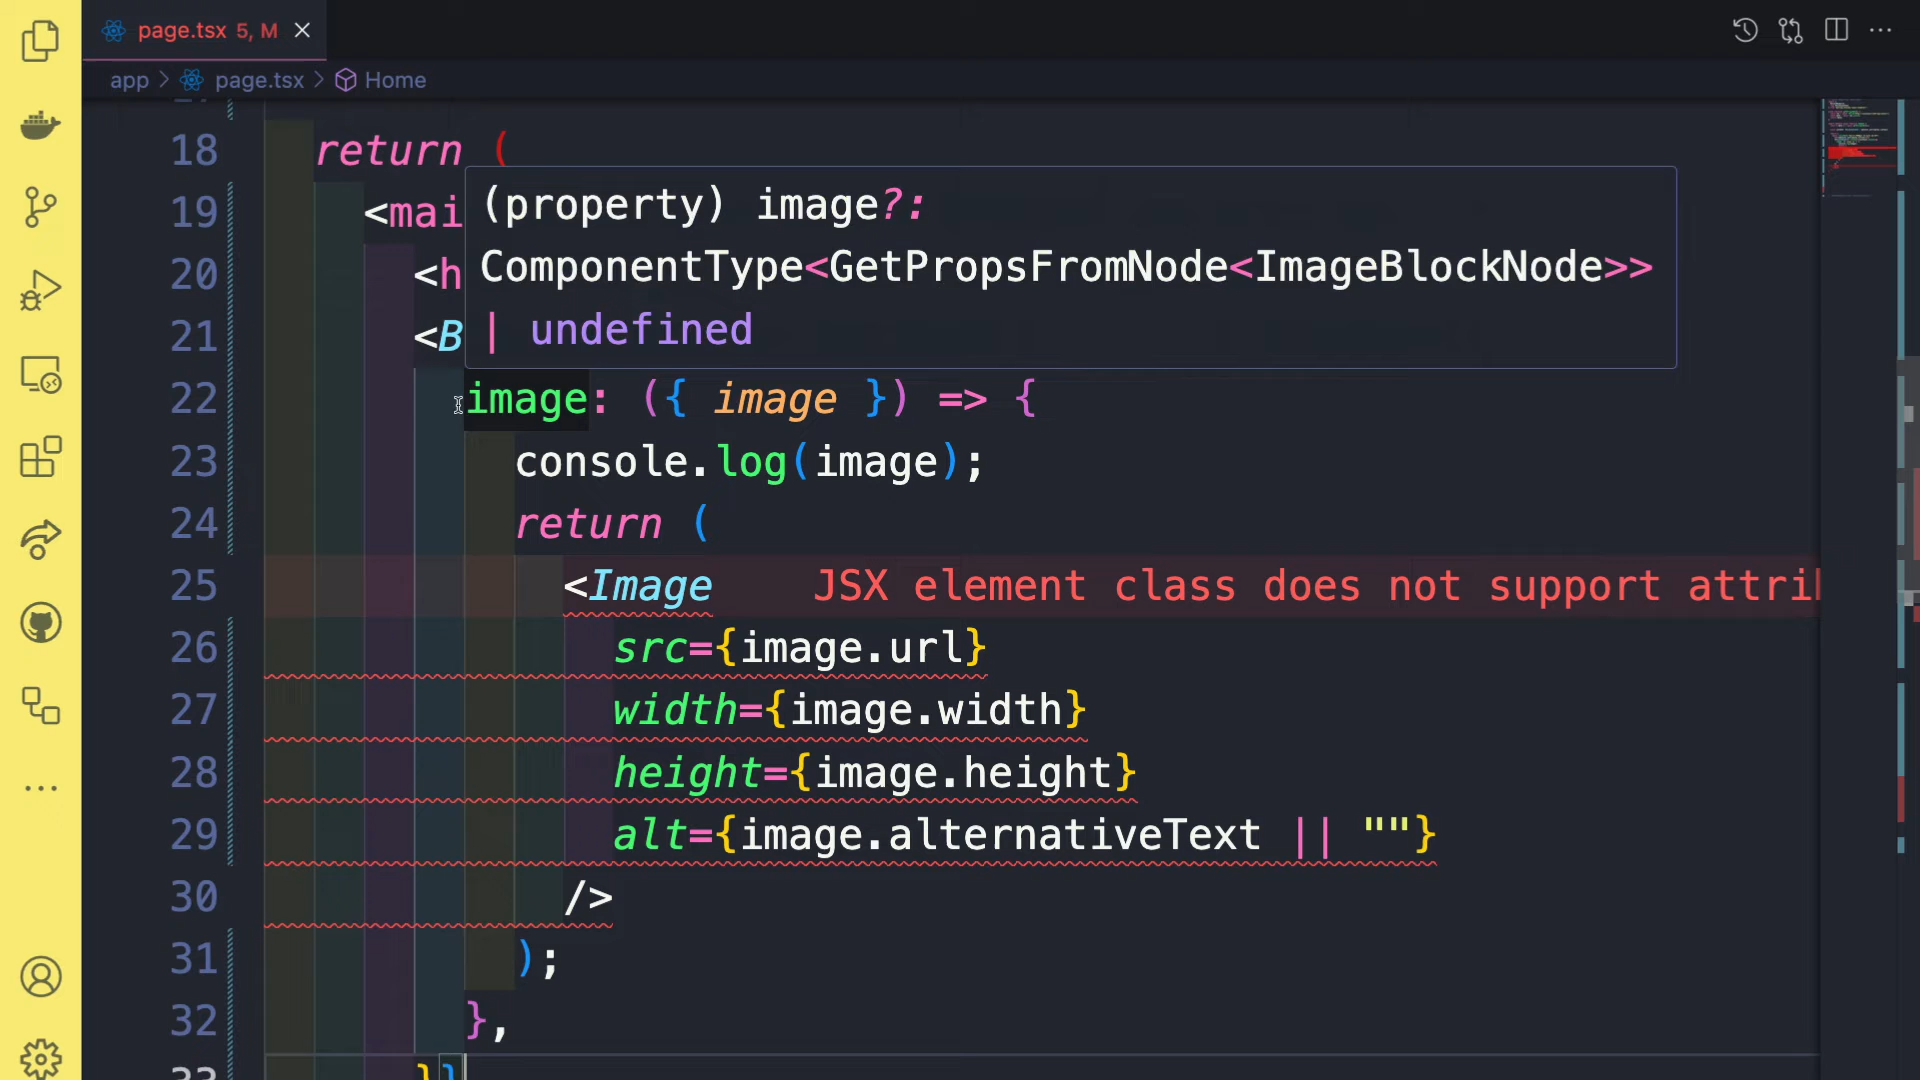 page.tsx 5, M
app > page.tsx > Home
18 return (
19 <mai
20 <h
21 <B
(property) image?:
ComponentType<GetPropsFromNode<ImageBlockNode>>
| undefined
22 image: ({ image }) => {
23 console.log(image);
24 return (
25 <Image JSX element class does not support attri
26 src={image.url}
27 width={image.width}
28 height={image.height}
29 alt={image.alternativeText || ""}
30 />
31 );
32 },
33 }}